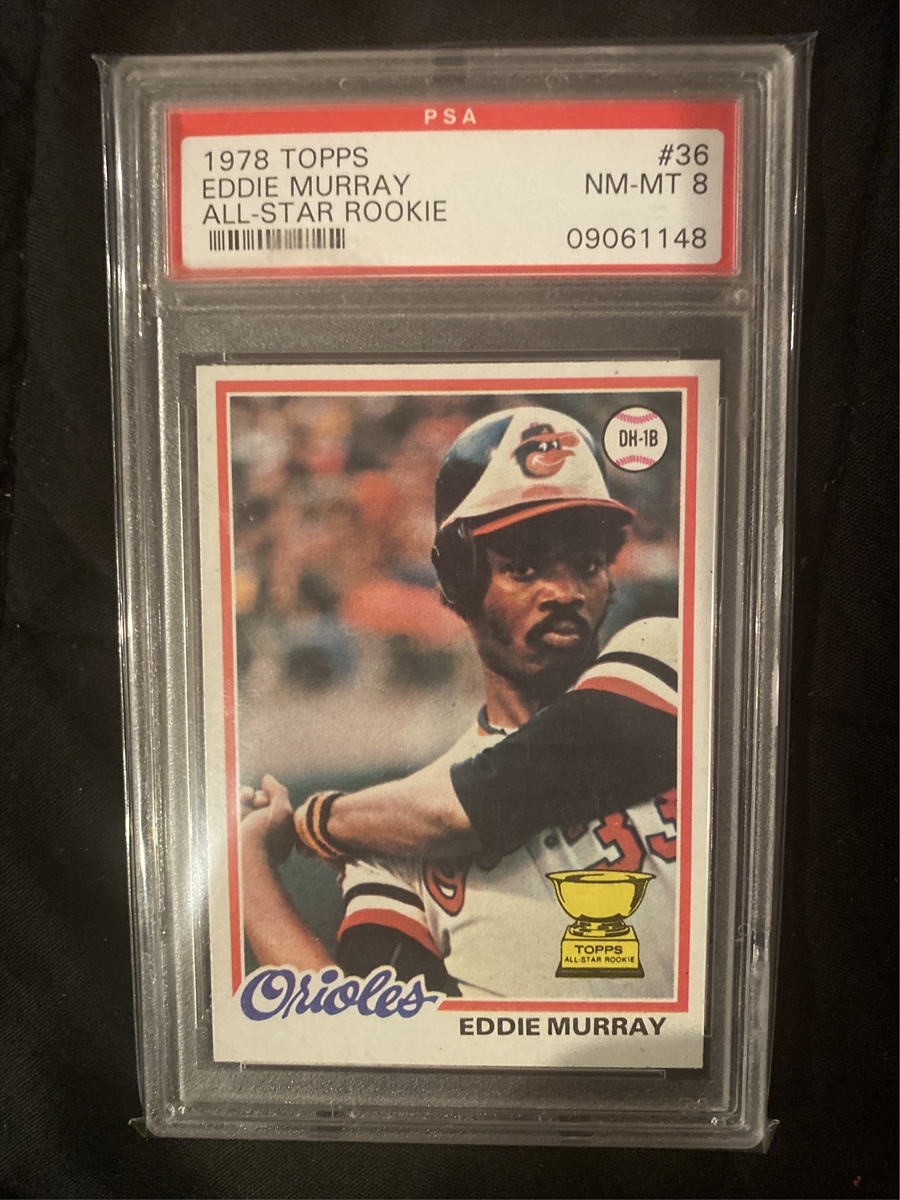 PSA
1978 TOPPS #36
EDDIE MURRAY NM-MT 8
ALL-STAR ROOKIE
09061148
DH-1B
33
TOPPS
ALL-STAR ROOKIE
Orioles
EDDIE MURRAY